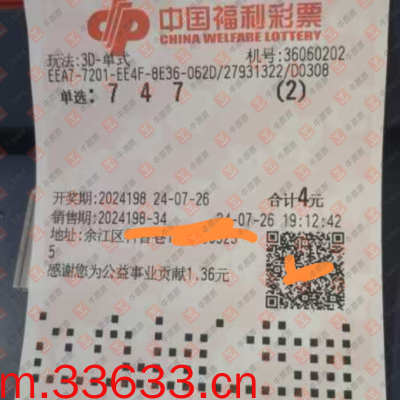 中国福利彩票
CHINA WELFARE LOTTERY
玩法:3D-单式 机号:36060202
EEA7-7201-EE4F-8E36-062D/27931322/D0308
单选: 7 4 7 (2)
开奖期:2024198 24-07-26 合计4元
销售期:2024198-34 24-07-26 19:12:42
地址:余江区
5
感谢您为公益事业贡献1.36元
m.33633.cn